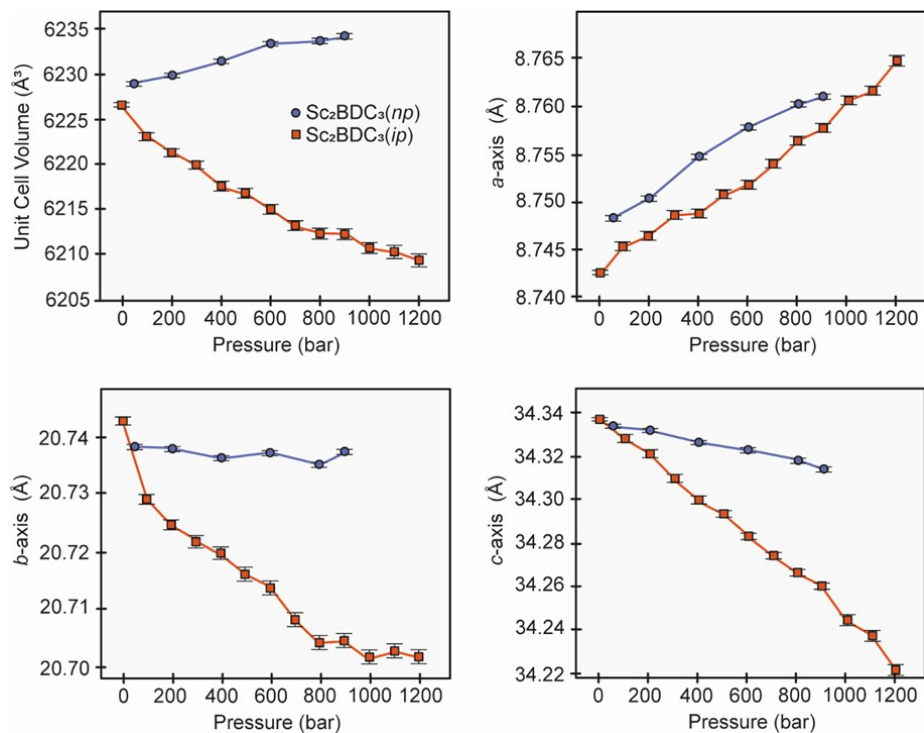 Unit Cell Volume (Å³)
6235
6230
6225
6220
6215
6210
6205
Sc₂BDC₃(np)
Sc₂BDC₃(ip)
0 200 400 600 800 1000 1200
Pressure (bar)
a-axis (Å)
8.765
8.760
8.755
8.750
8.745
8.740
0 200 400 600 800 1000 1200
Pressure (bar)
b-axis (Å)
20.74
20.73
20.72
20.71
20.70
0 200 400 600 800 1000 1200
Pressure (bar)
c-axis (Å)
34.34
34.32
34.30
34.28
34.26
34.24
34.22
0 200 400 600 800 1000 1200
Pressure (bar)